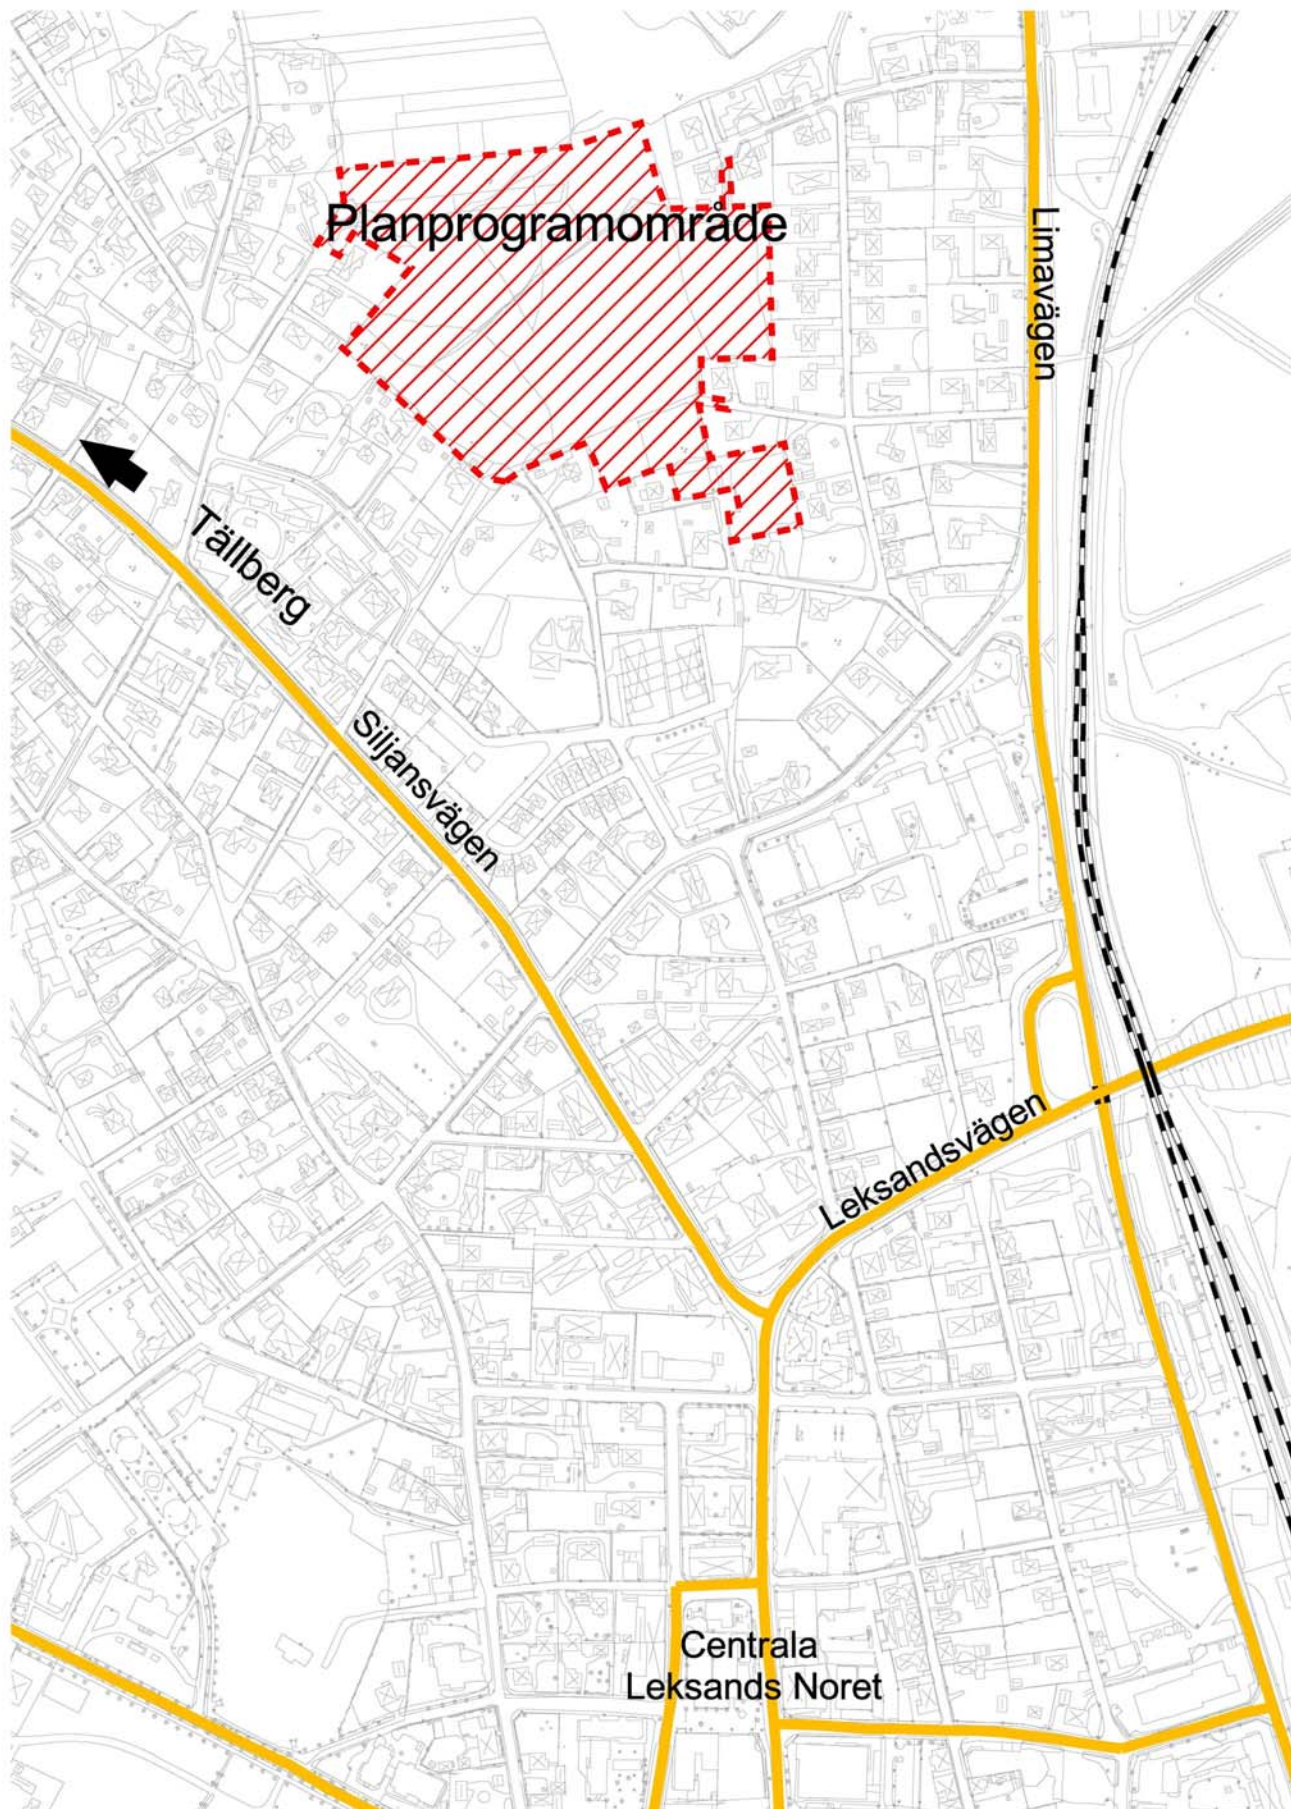 Planprogramområde
Limavägen
Tällberg
Siljansvägen
Leksandsvägen
Centrala
Leksands Noret